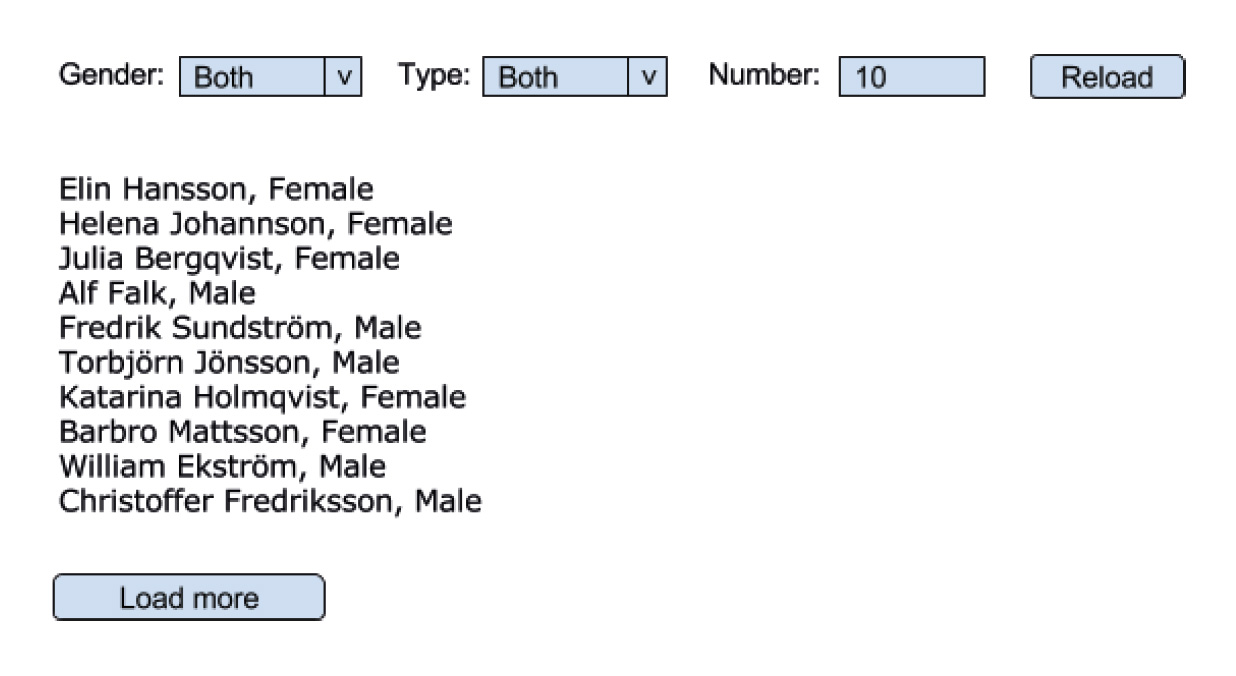 Gender: Both v Type: Both v Number: 10 Reload
Elin Hansson, Female
Helena Johannson, Female
Julia Bergqvist, Female
Alf Falk, Male
Fredrik Sundström, Male
Torbjörn Jönsson, Male
Katarina Holmqvist, Female
Barbro Mattsson, Female
William Ekström, Male
Christoffer Fredriksson, Male
Load more